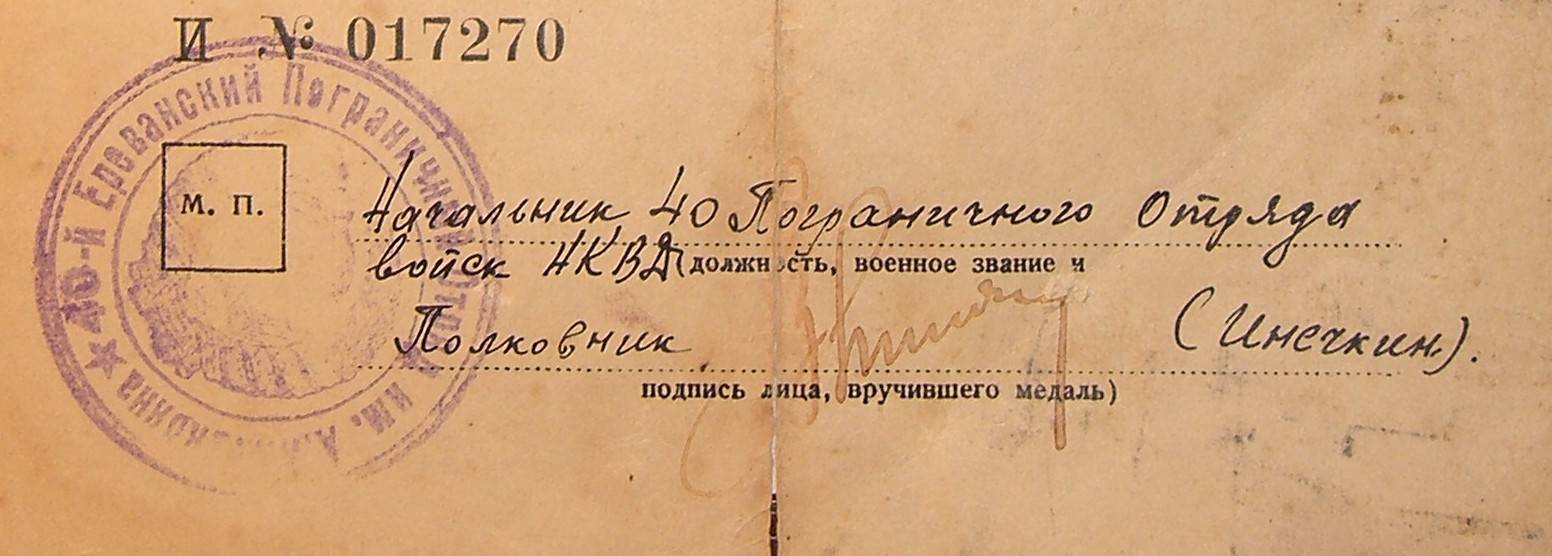 И № 017270
40-й Ереванский Пограничный им. А.
М. П.
Начальник 40 Пограничного Отряда
войск НКВД (должность, военное звание и
Полковник (Инечкин).
подпись лица, вручившего медаль)